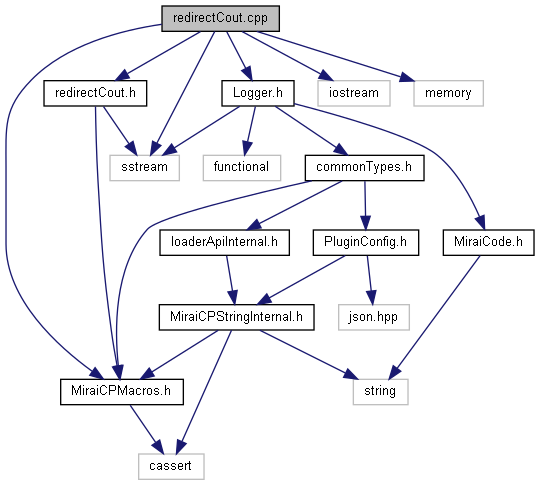 redirectCout.cpp
redirectCout.h
Logger.h
iostream
memory
sstream
functional
commonTypes.h
loaderApiInternal.h
PluginConfig.h
MiraiCode.h
MiraiCPStringInternal.h
json.hpp
MiraiCPMacros.h
string
cassert